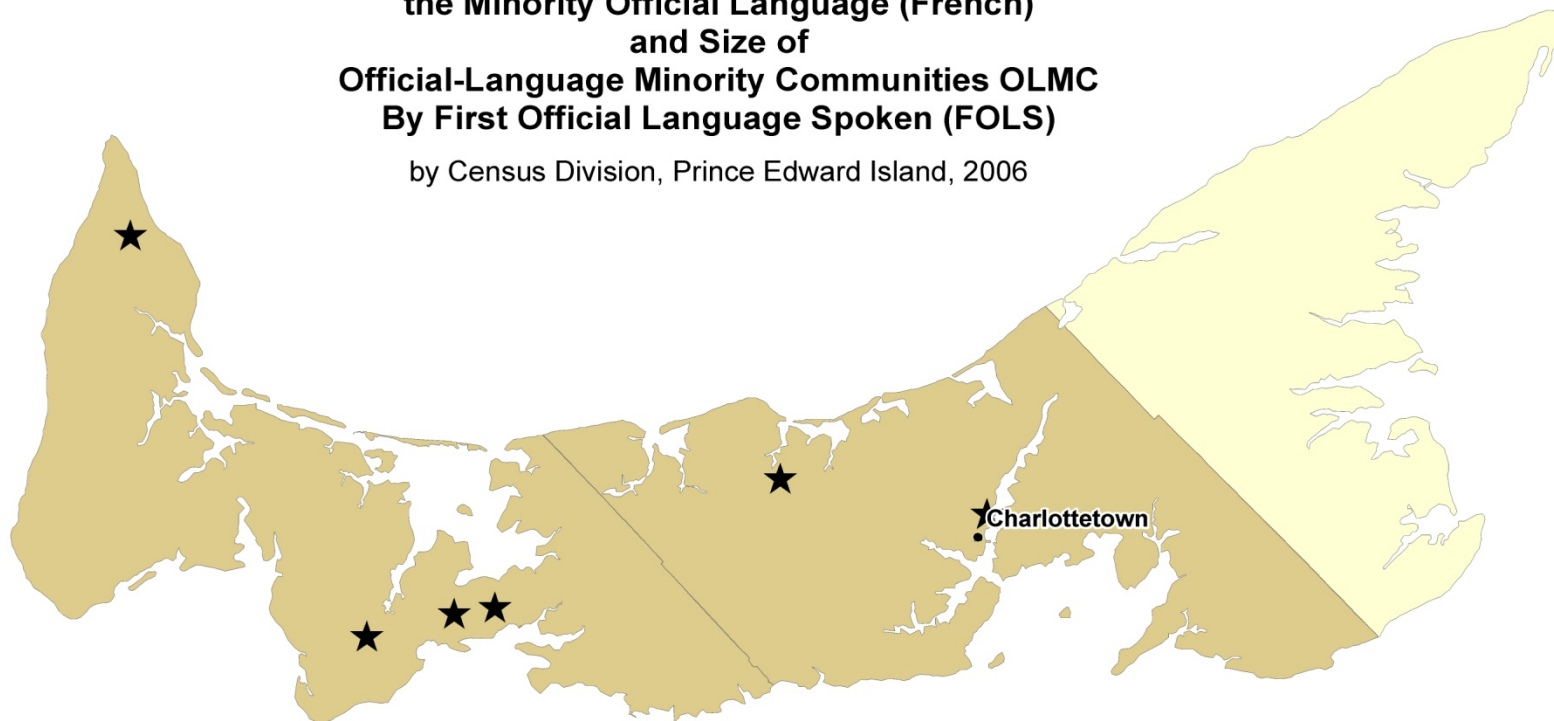 the Minority Official Language (French)
and Size of
Official-Language Minority Communities OLMC
By First Official Language Spoken (FOLS)
by Census Division, Prince Edward Island, 2006
Charlottetown